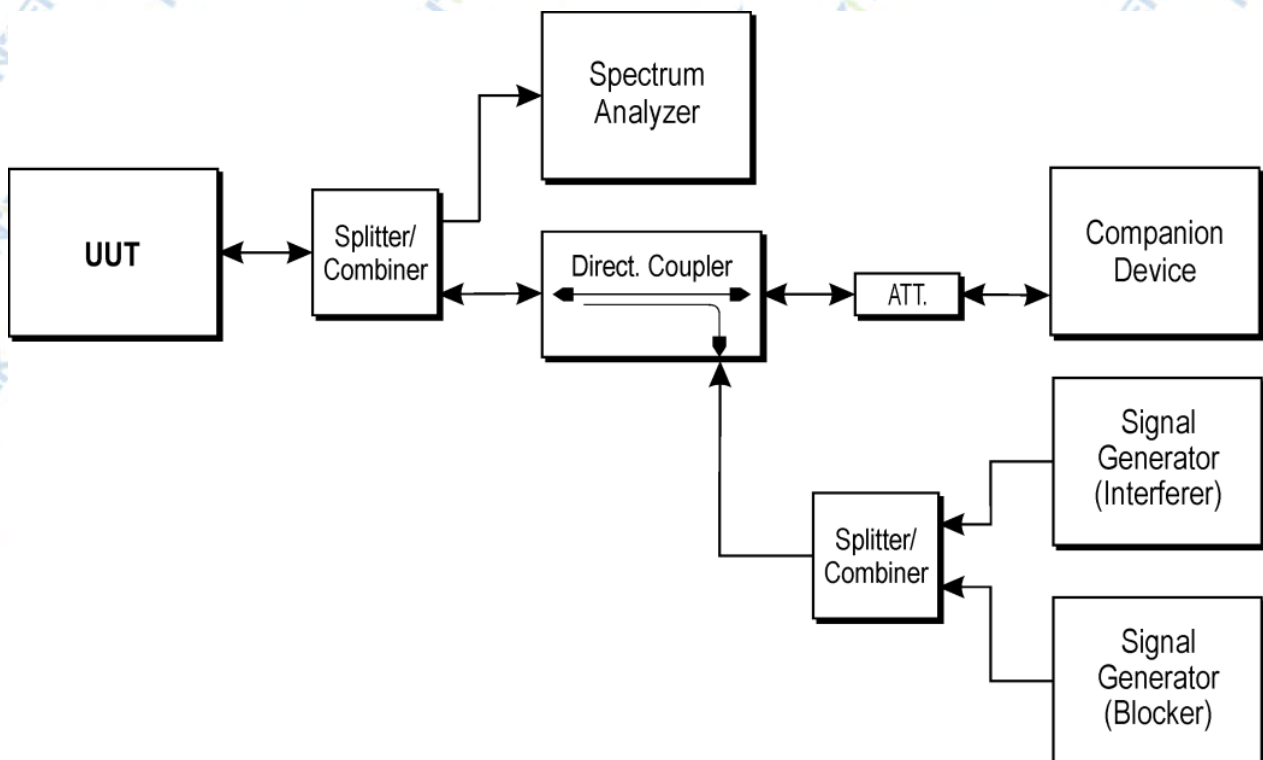 Spectrum
Analyzer
UUT
Splitter/
Combiner
Direct. Coupler
ATT.
Companion
Device
Signal
Generator
(Interferer)
Splitter/
Combiner
Signal
Generator
(Blocker)